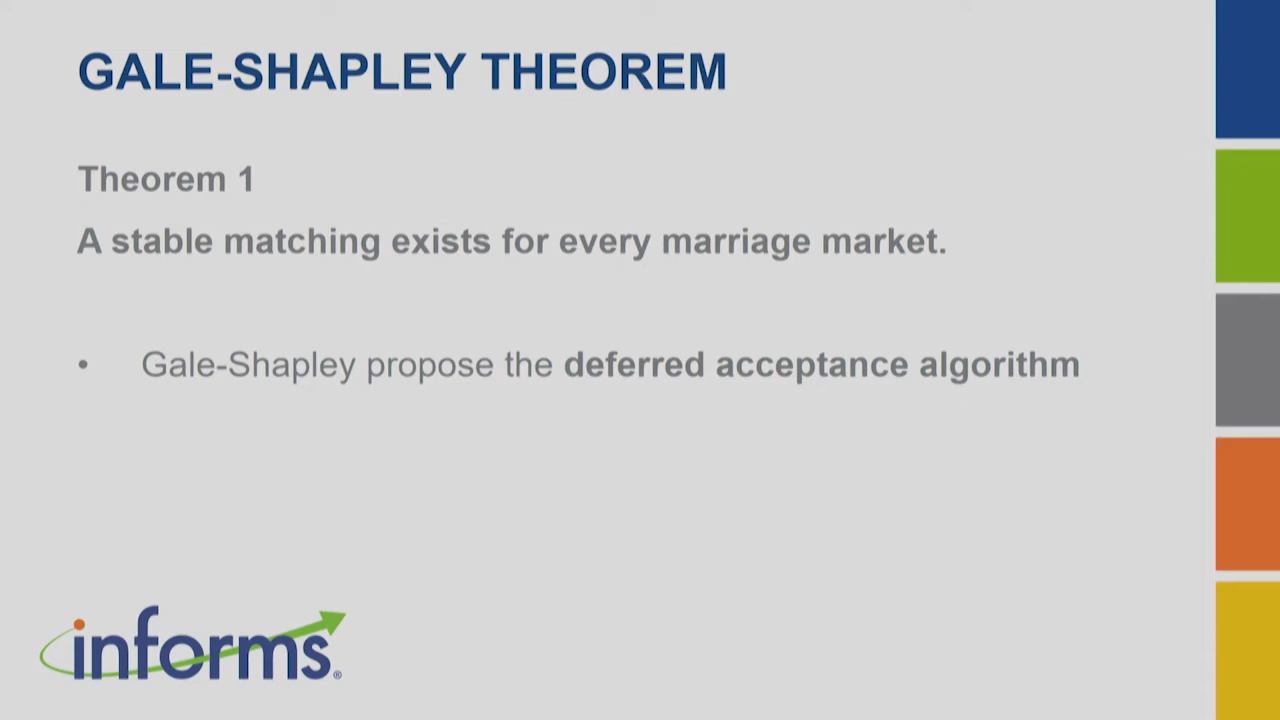 GALE-SHAPLEY THEOREM
Theorem 1
A stable matching exists for every marriage market.
• Gale-Shapley propose the deferred acceptance algorithm
informs®